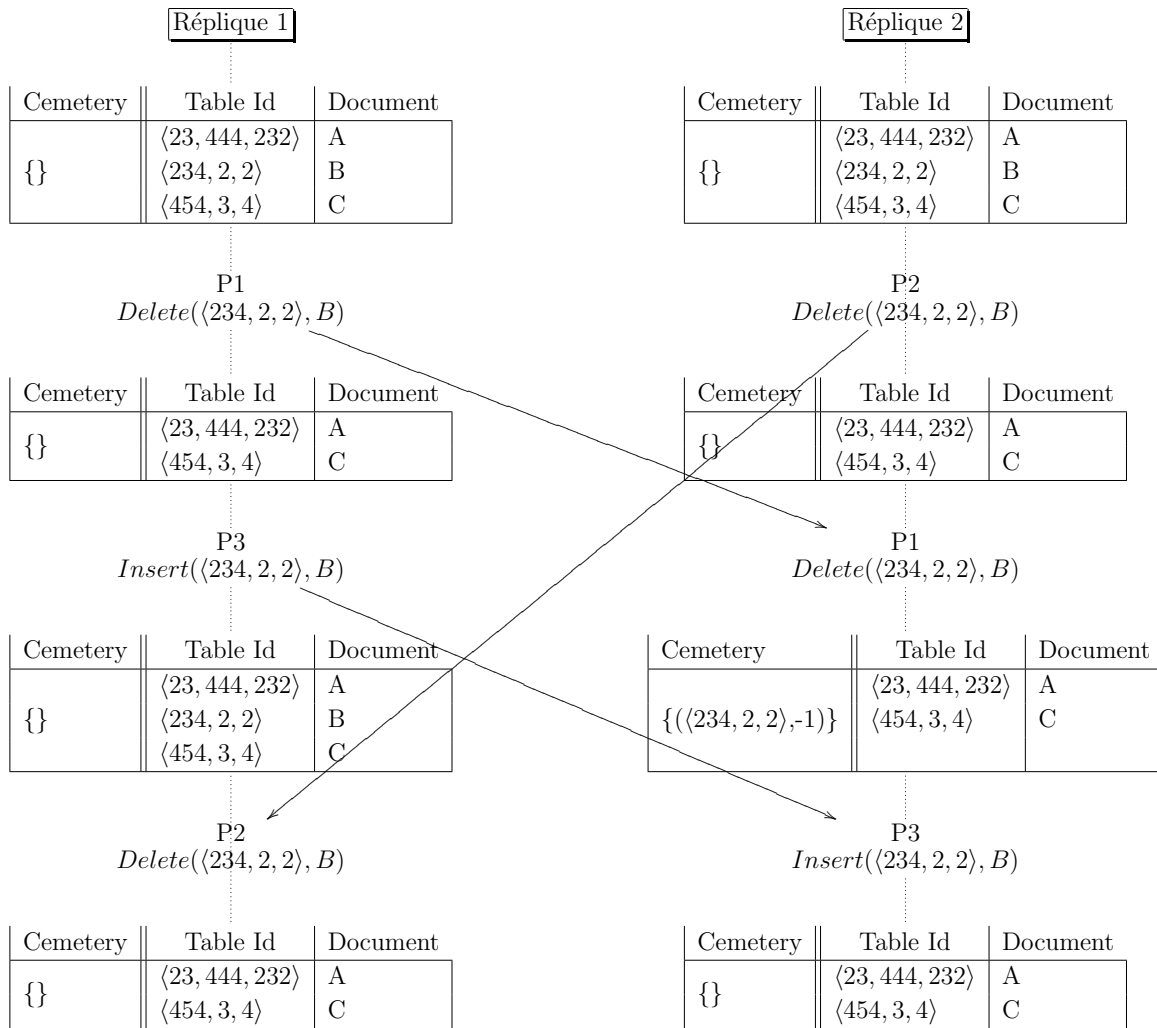 Réplique 1 Réplique 2
Cemetery Table Id Document Cemetery Table Id Document
⟨23, 444, 232⟩ A ⟨23, 444, 232⟩ A
{} ⟨234, 2, 2⟩ B {} ⟨234, 2, 2⟩ B
⟨454, 3, 4⟩ C ⟨454, 3, 4⟩ C
P1 P2
Delete(⟨234, 2, 2⟩, B) Delete(⟨234, 2, 2⟩, B)
Cemetery Table Id Document Cemetery Table Id Document
{} ⟨23, 444, 232⟩ A {} ⟨23, 444, 232⟩ A
⟨454, 3, 4⟩ C ⟨454, 3, 4⟩ C
P3 P1
Insert(⟨234, 2, 2⟩, B) Delete(⟨234, 2, 2⟩, B)
Cemetery Table Id Document Cemetery Table Id Document
⟨23, 444, 232⟩ A ⟨23, 444, 232⟩ A
{} ⟨234, 2, 2⟩ B {(⟨234, 2, 2⟩,-1)} ⟨454, 3, 4⟩ C
⟨454, 3, 4⟩ C
P2 P3
Delete(⟨234, 2, 2⟩, B) Insert(⟨234, 2, 2⟩, B)
Cemetery Table Id Document Cemetery Table Id Document
{} ⟨23, 444, 232⟩ A {} ⟨23, 444, 232⟩ A
⟨454, 3, 4⟩ C ⟨454, 3, 4⟩ C